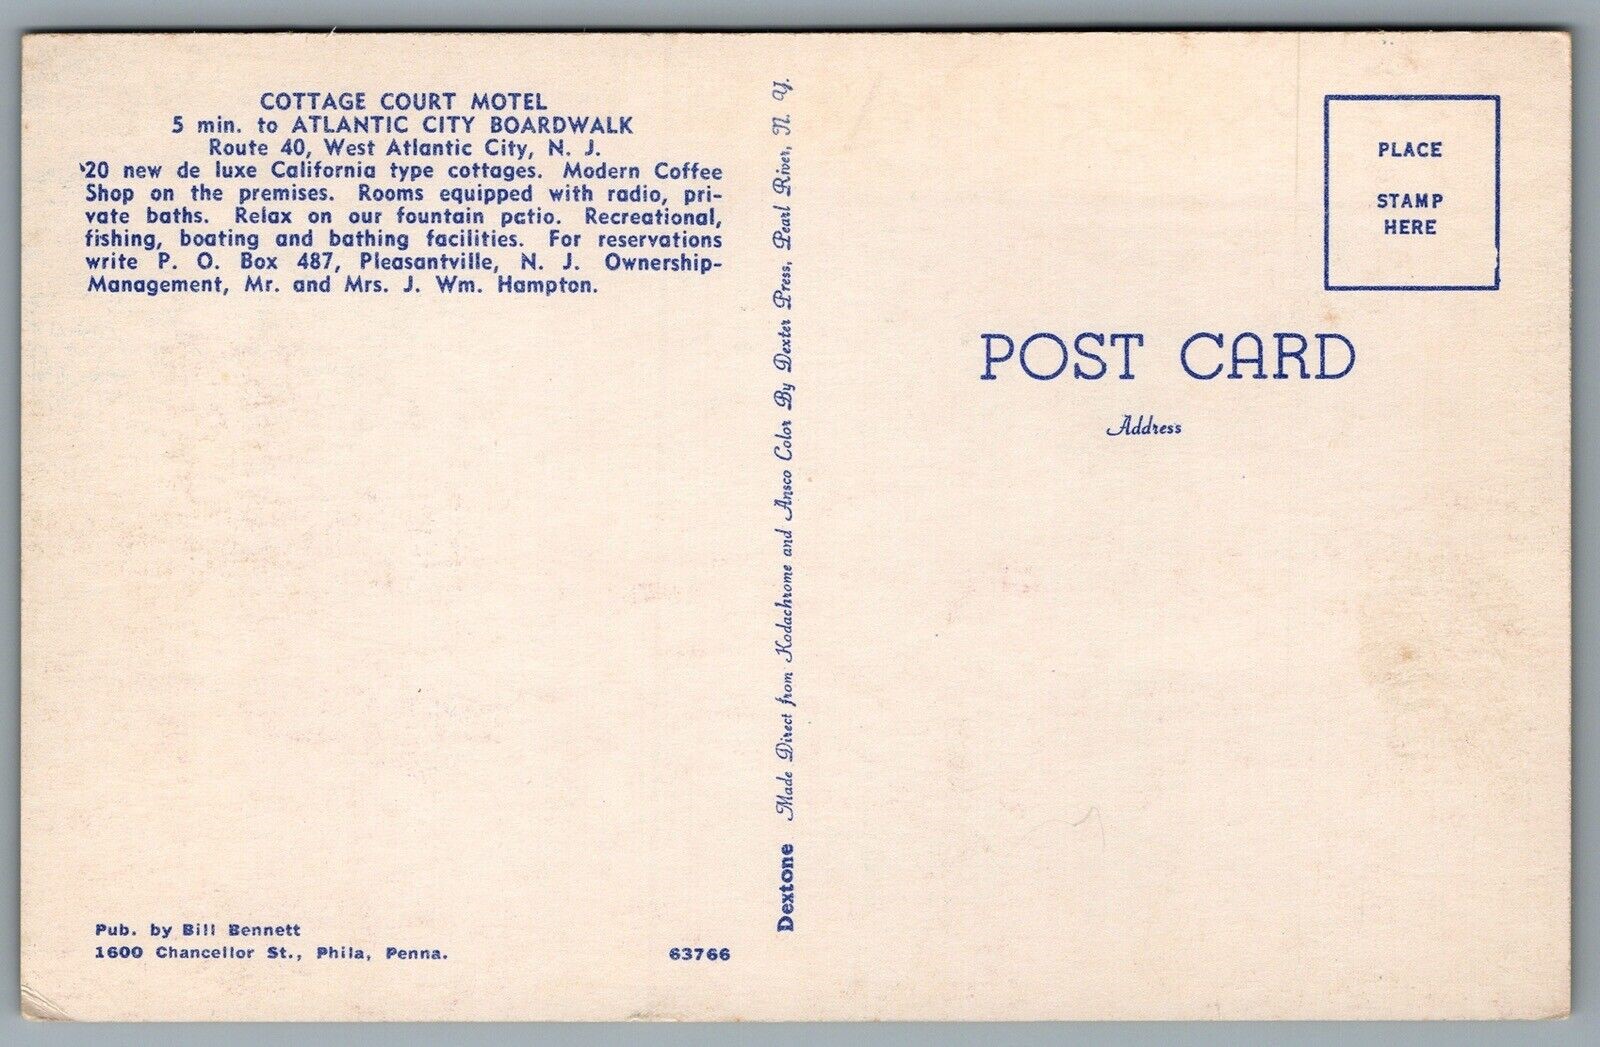 COTTAGE COURT MOTEL
5 min. to ATLANTIC CITY BOARDWALK
Route 40, West Atlantic City, N. J.
20 new de luxe California type cottages. Modern Coffee
Shop on the premises. Rooms equipped with radio, pri-
vate baths. Relax on our fountain patio. Recreational,
fishing, boating and bathing facilities. For reservations
write P. O. Box 487, Pleasantville, N. J. Ownership-
Management, Mr. and Mrs. J. Wm. Hampton.
Pub. by Bill Bennett
1600 Chancellor St., Phila, Penna.
63766
Dextone Made Direct from Kodachrome and Ansco Color By Dexter Press, Pearl River, N. Y.
PLACE
STAMP
HERE
POST CARD
Address